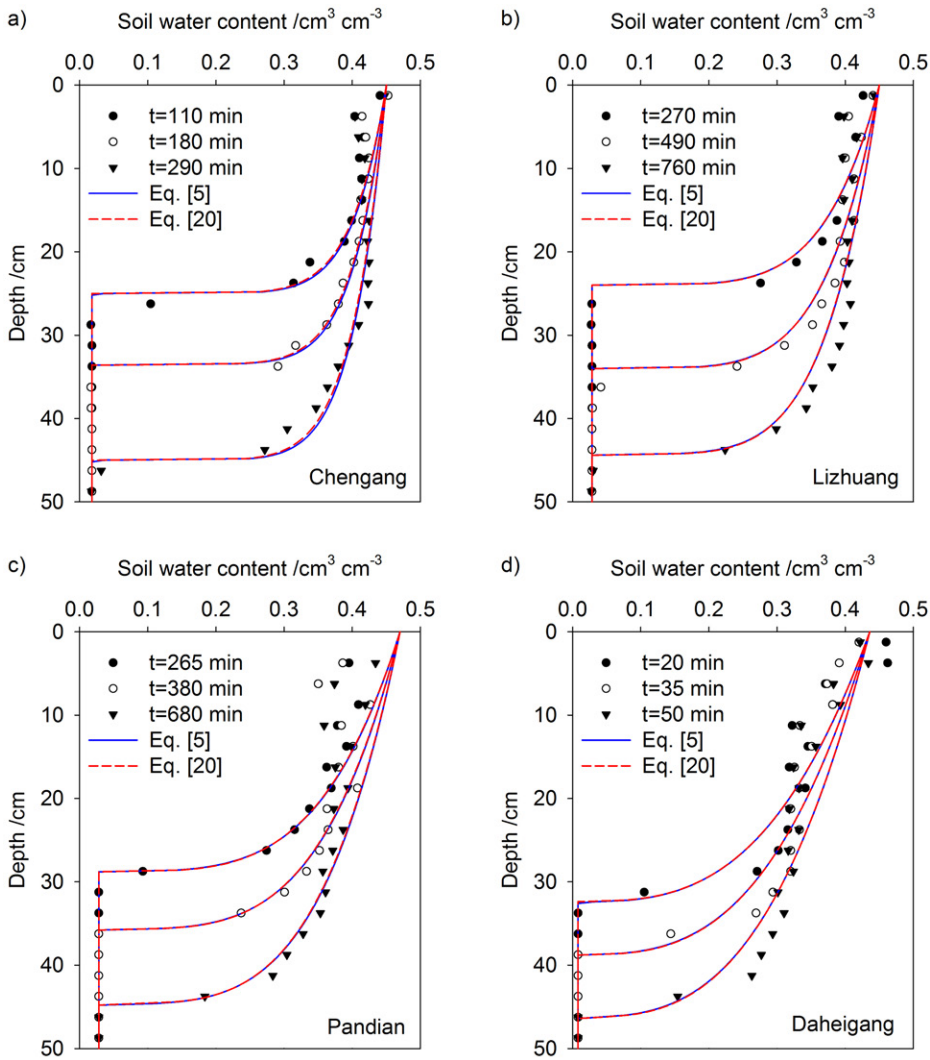 a) Soil water content /cm³ cm⁻³
0.0 0.1 0.2 0.3 0.4 0.5
0
10
20
30
40
50
Depth /cm
t=110 min
t=180 min
t=290 min
Eq. [5]
Eq. [20]
Chengang
b) Soil water content /cm³ cm⁻³
0.0 0.1 0.2 0.3 0.4 0.5
0
10
20
30
40
50
Depth /cm
t=270 min
t=490 min
t=760 min
Eq. [5]
Eq. [20]
Lizhuang
c) Soil water content /cm³ cm⁻³
0.0 0.1 0.2 0.3 0.4 0.5
0
10
20
30
40
50
Depth /cm
t=265 min
t=380 min
t=680 min
Eq. [5]
Eq. [20]
Pandian
d) Soil water content /cm³ cm⁻³
0.0 0.1 0.2 0.3 0.4 0.5
0
10
20
30
40
50
Depth /cm
t=20 min
t=35 min
t=50 min
Eq. [5]
Eq. [20]
Daheigang